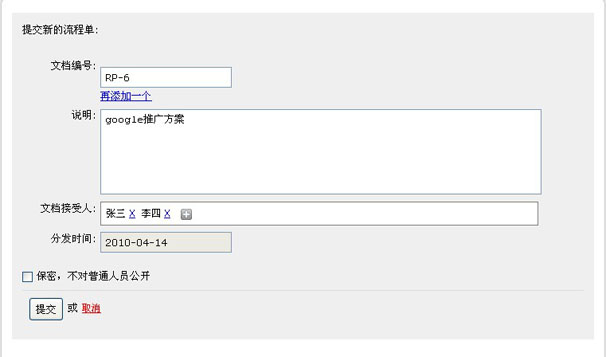 提交新的流程单:
文档编号:
RP-6
再添加一个
说明:
google推广方案
文档接受人:
张三 X 李四 X
分发时间:
2010-04-14
保密，不对普通人员公开
提交 或 取消